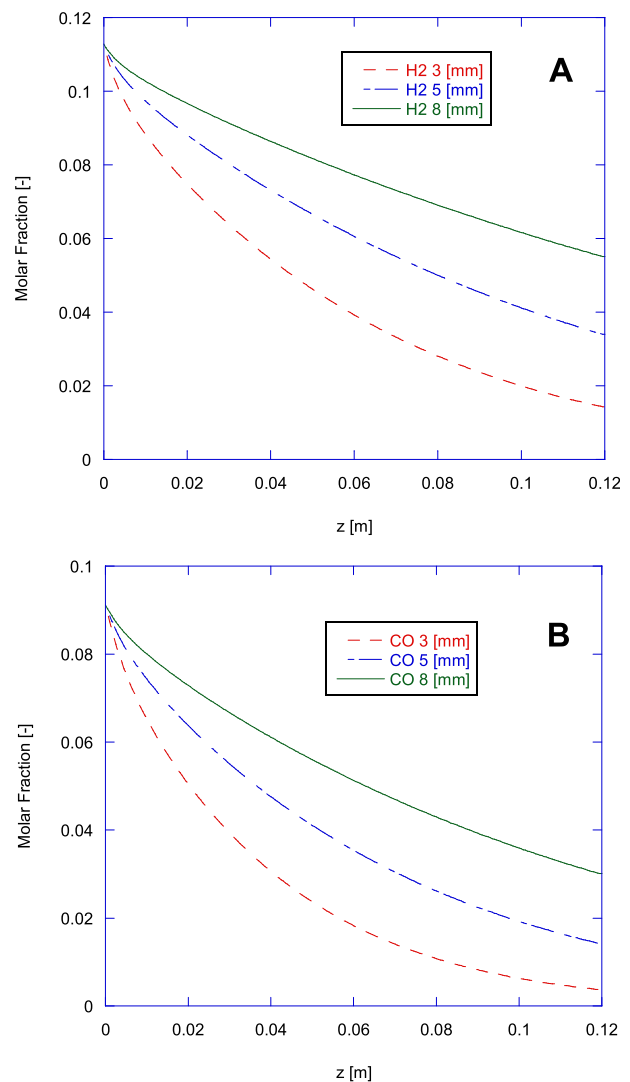 0.12
A
H2 3 [mm]
H2 5 [mm]
H2 8 [mm]
0.1
0.08
Molar Fraction [-]
0.06
0.04
0.02
0
0 0.02 0.04 0.06 0.08 0.1 0.12
z [m]
0.1
B
CO 3 [mm]
CO 5 [mm]
CO 8 [mm]
0.08
0.06
Molar Fraction [-]
0.04
0.02
0
0 0.02 0.04 0.06 0.08 0.1 0.12
z [m]